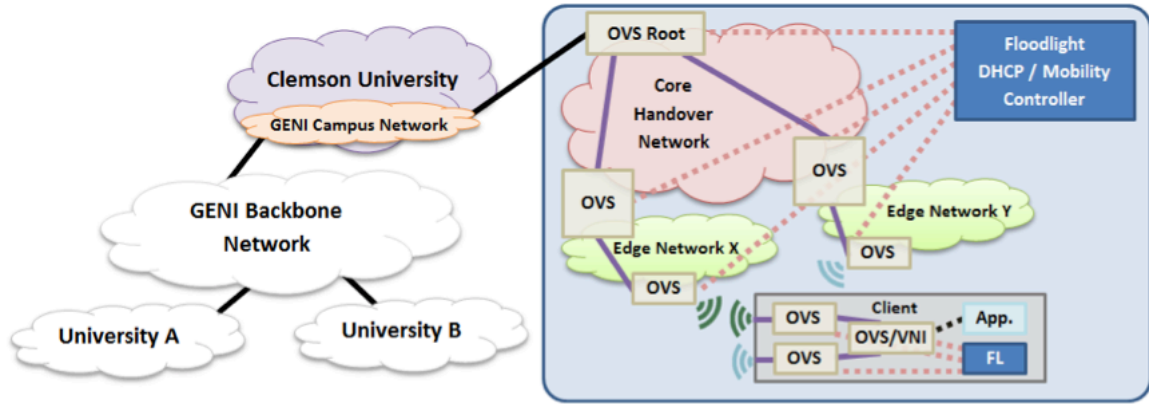 Clemson University
GENI Campus Network
GENI Backbone
Network
University A
University B
OVS Root
Core
Handover
Network
Floodlight
DHCP / Mobility
Controller
OVS
OVS
Edge Network X
Edge Network Y
OVS
OVS
Client
OVS
OVS/VNI
App.
OVS
FL